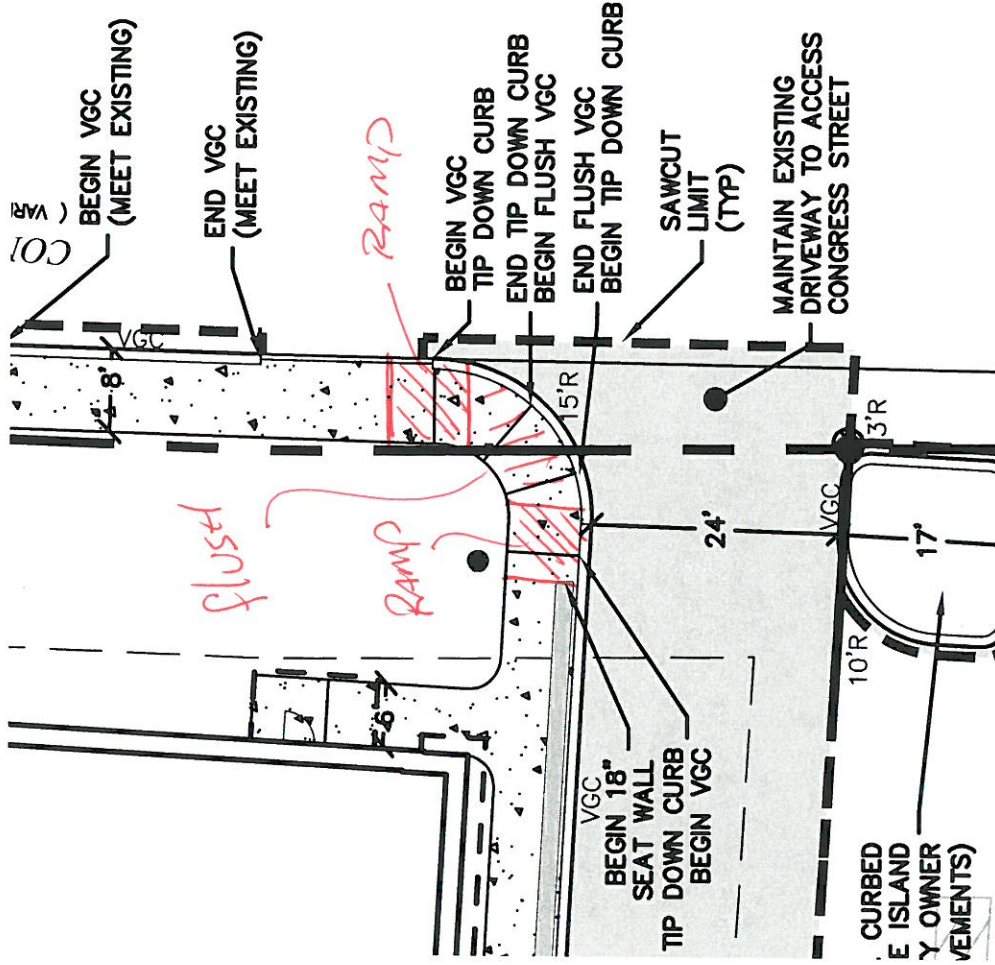 COI
( VARI
BEGIN VGC
(MEET EXISTING)
END VGC
(MEET EXISTING)
RAMP
BEGIN VGC
TIP DOWN CURB
END TIP DOWN CURB
BEGIN FLUSH VGC
END FLUSH VGC
BEGIN TIP DOWN CURB
SAWCUT
LIMIT
(TYP)
MAINTAIN EXISTING
DRIVEWAY TO ACCESS
CONGRESS STREET
VGC
8'
15'R
3'R
flush
RAMP
24'
VGC
17'
10'R
6'
VGC
BEGIN 18"
SEAT WALL
TIP DOWN CURB
BEGIN VGC
CURBED
E ISLAND
Y OWNER
VEMENTS)